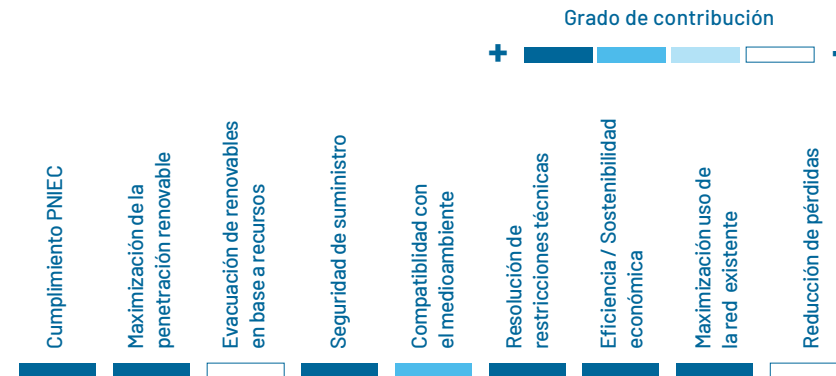 Grado de contribución
+
Cumplimiento PNIEC
Maximización de la
penetración renovable
Evacuación de renovables
en base a recursos
Seguridad de suministro
Compatiblidad con
el medioambiente
Resolución de
restricciones técnicas
Eficiencia / Sostenibilidad
económica
Maximización uso de
la red existente
Reducción de pérdidas